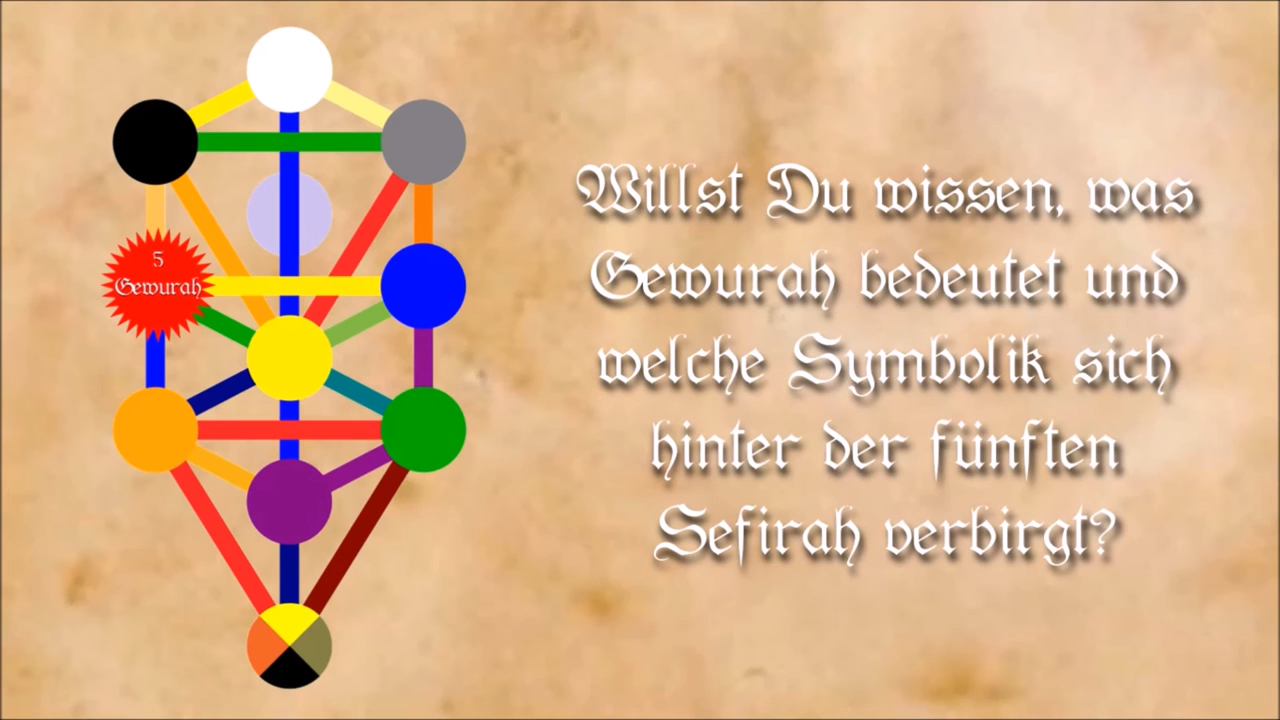 5
Gewurah
Willst Du wissen, was
Gewurah bedeutet und
welche Symbolik sich
hinter der fünften
Sefirah verbirgt?